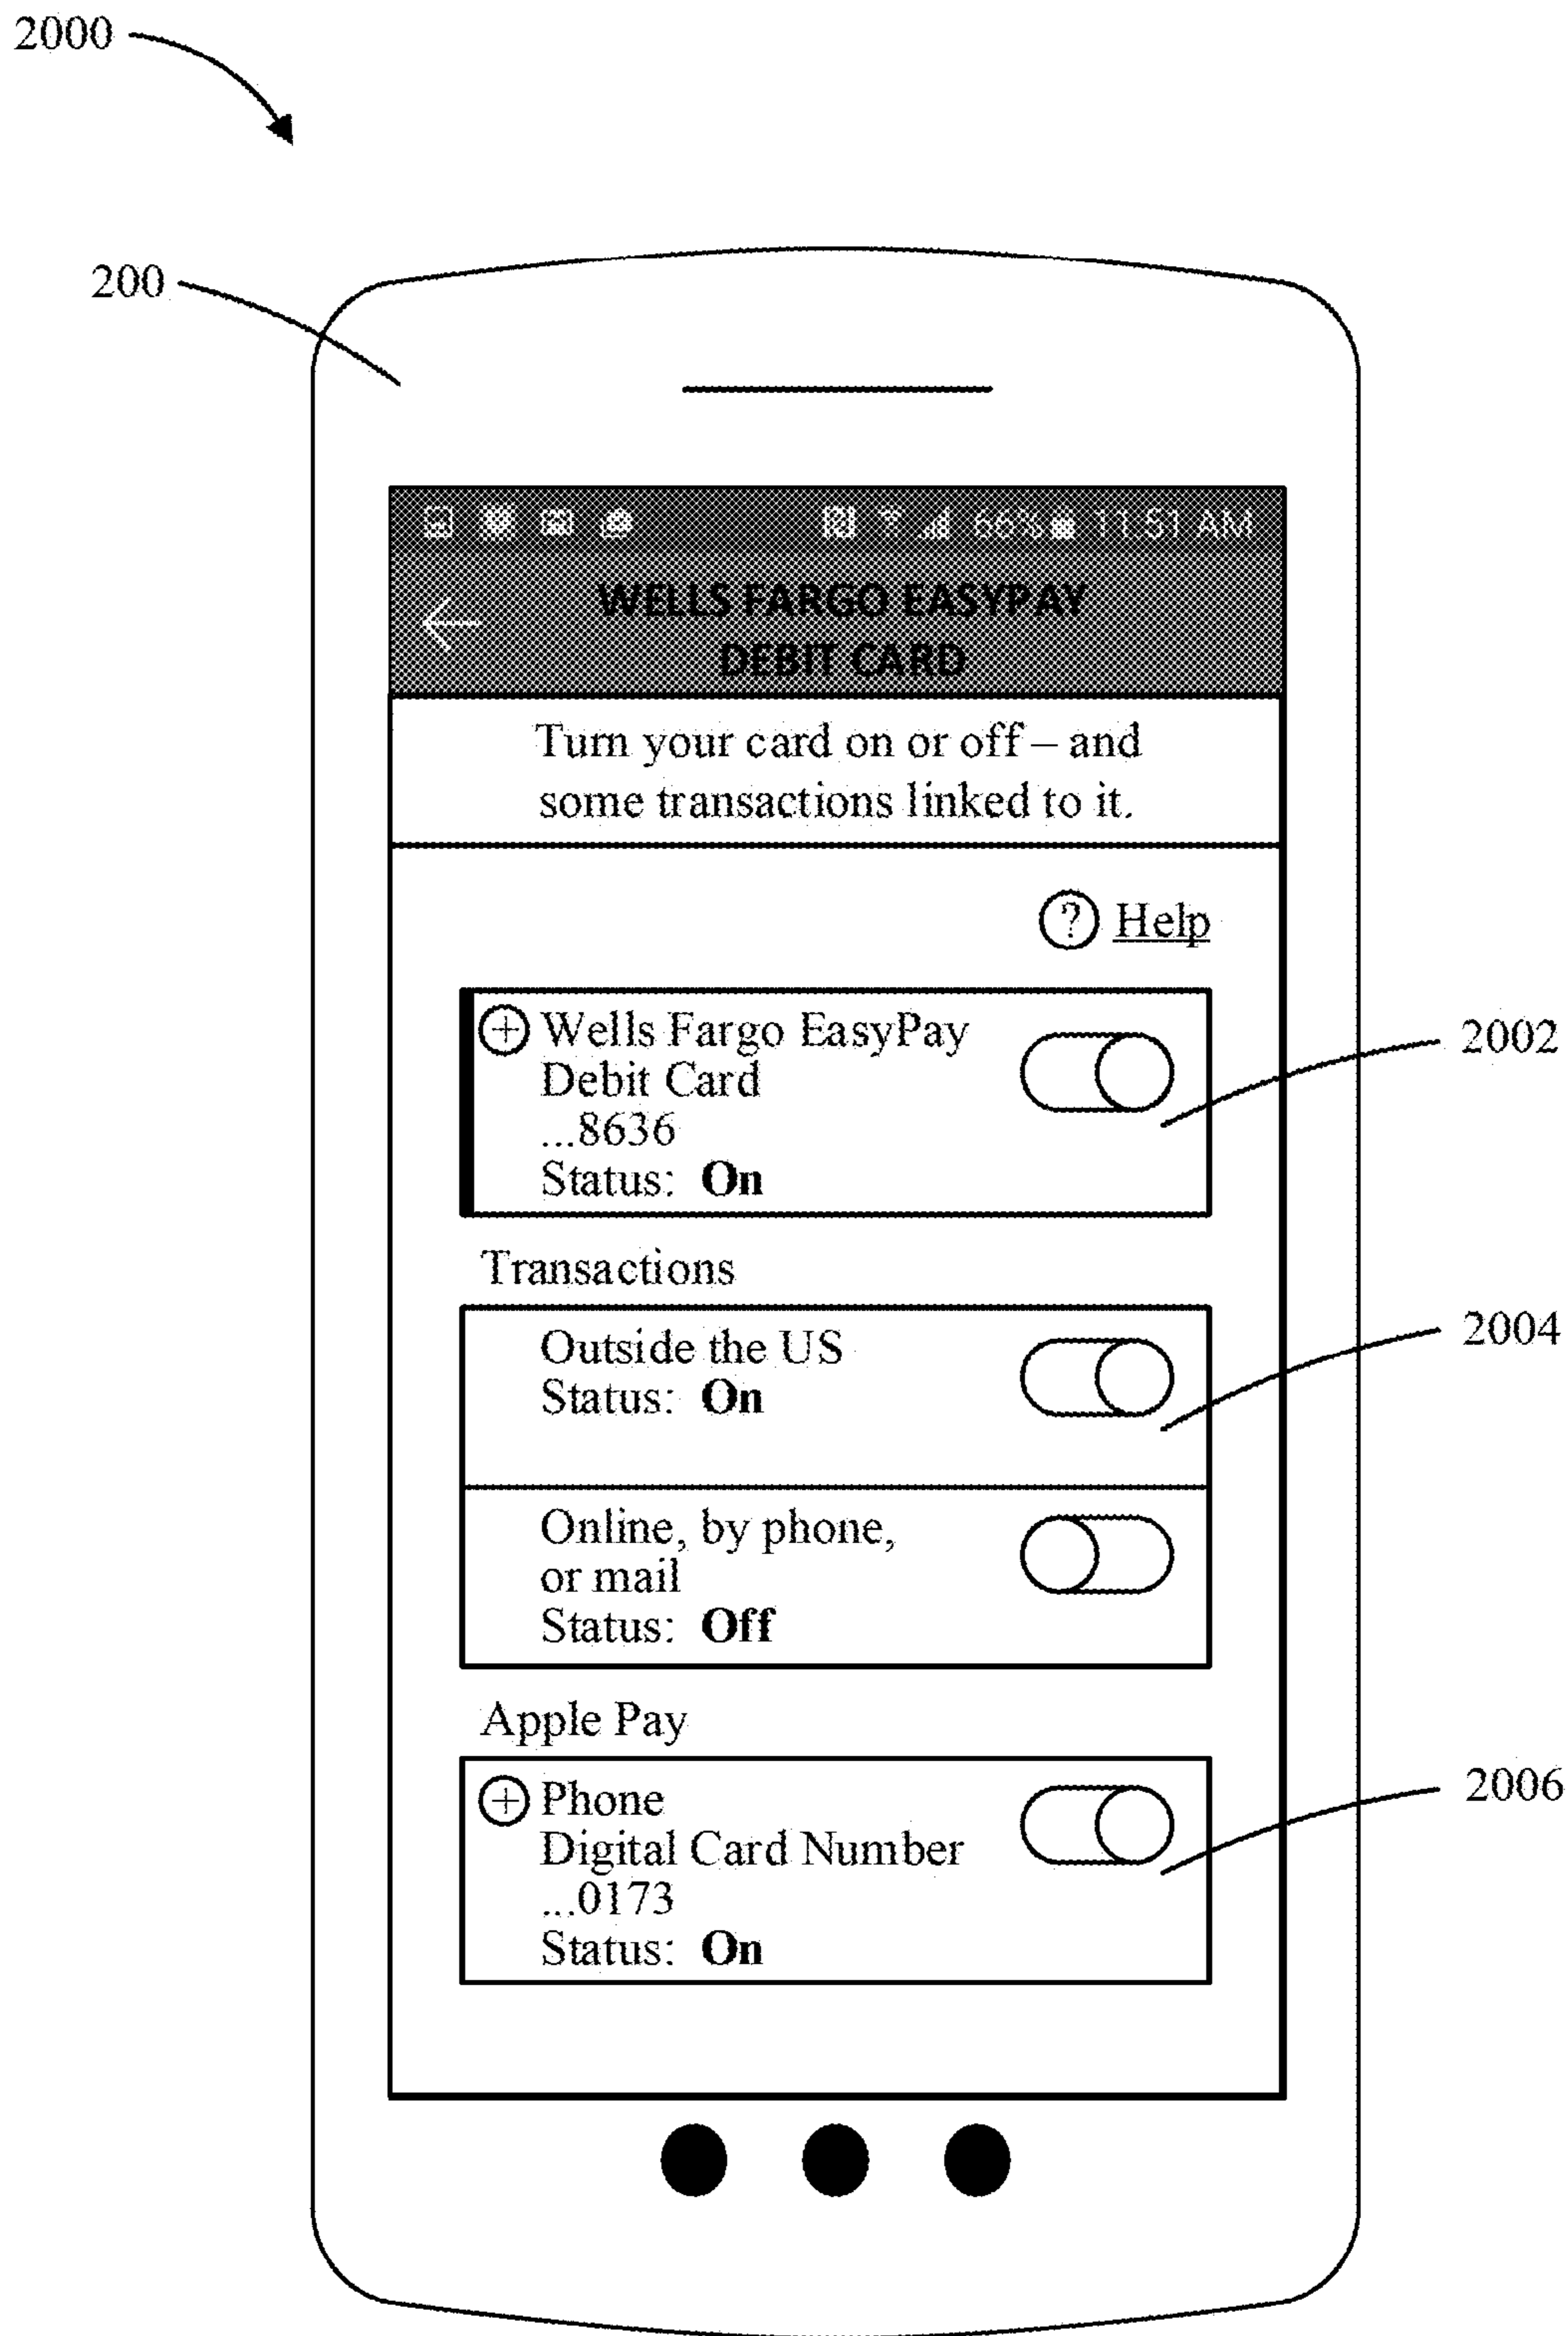 2000
200
66% 11:51 AM
WELLS FARGO EASYPAY
DEBIT CARD
Turn your card on or off – and
some transactions linked to it.
? Help
Wells Fargo EasyPay
Debit Card
...8636
Status: On
2002
Transactions
Outside the US
Status: On
2004
Online, by phone,
or mail
Status: Off
Apple Pay
Phone
Digital Card Number
...0173
Status: On
2006